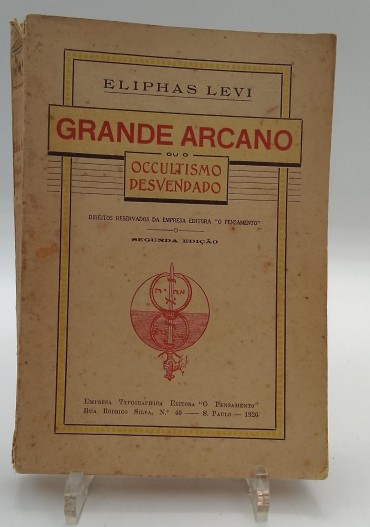 ELIPHAS LEVI
GRANDE ARCANO
OU O
OCCULTISMO
DESVENDADO
DIREITOS RESERVADOS DA EMPRESA EDITORA "O PENSAMENTO"
SEGUNDA EDIÇÃO
EMPRESA TYPOGRAPHICA EDITORA "O PENSAMENTO"
RUA RODRIGO SILVA, N.º 40 — S. PAULO — 1926